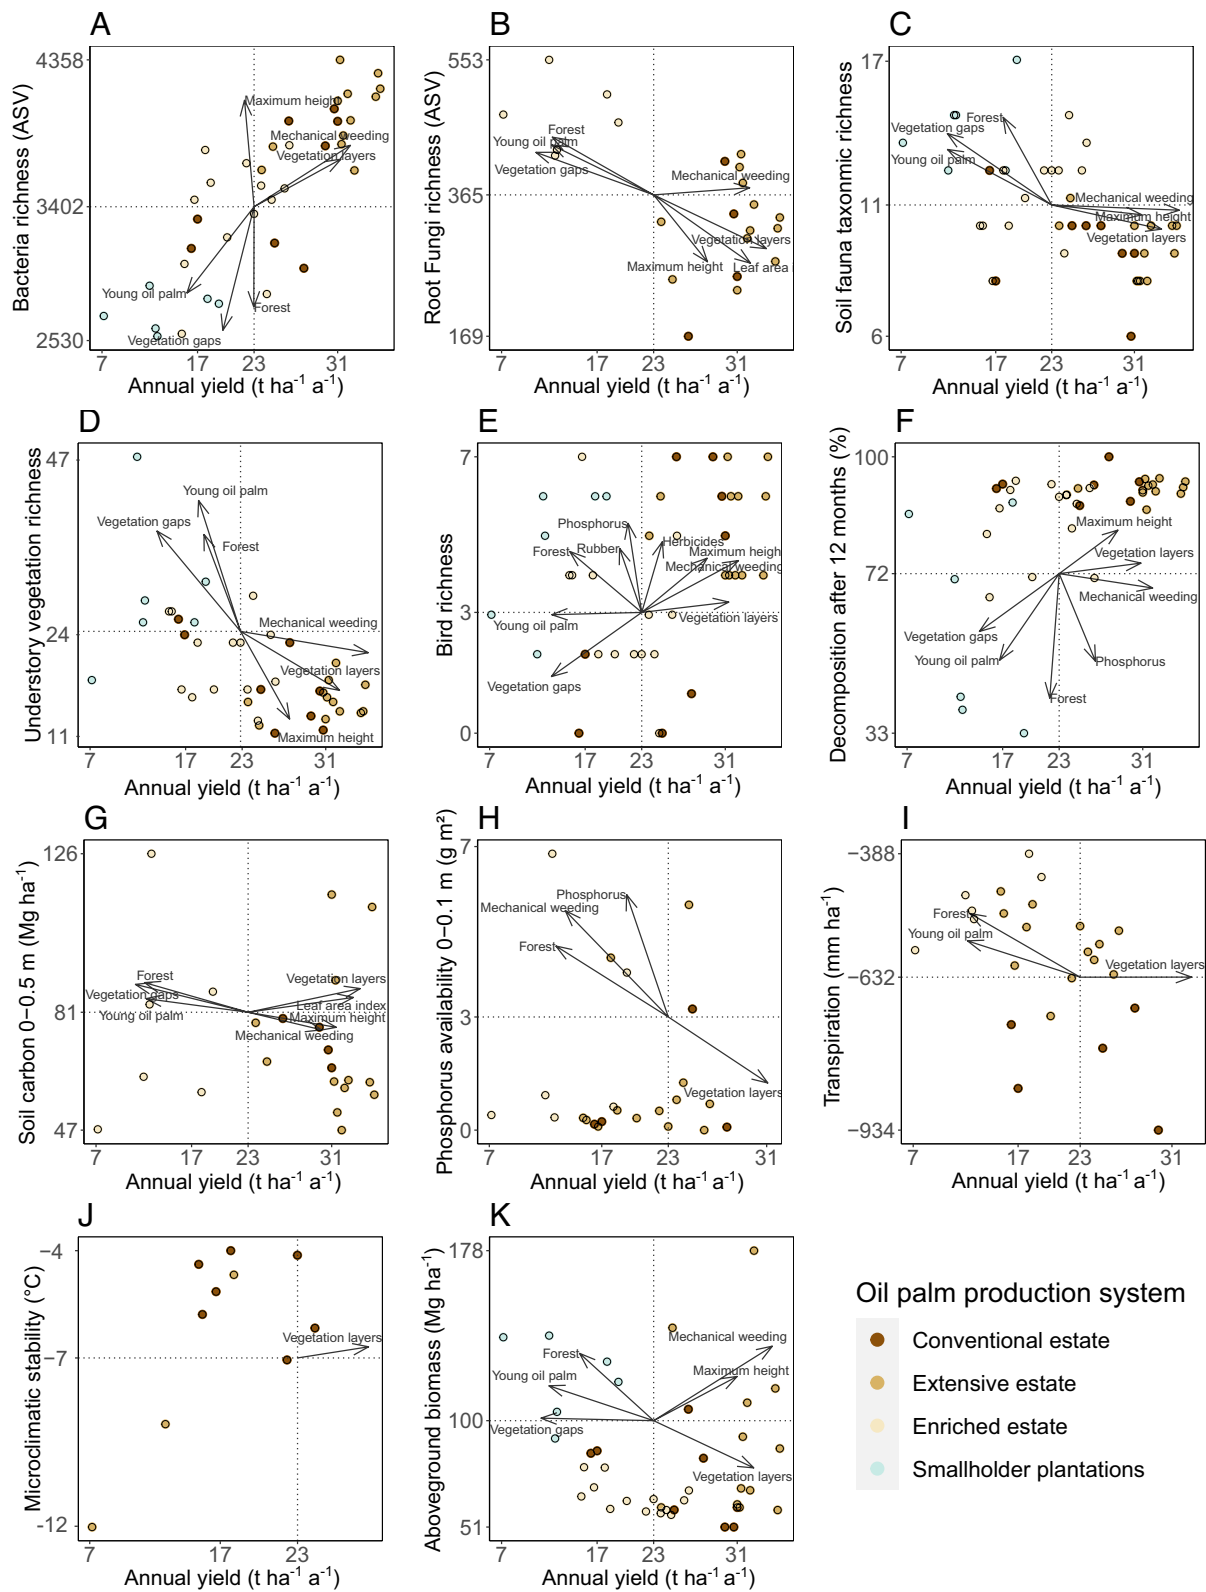 A
Bacteria richness (ASV)
4358
3402
2530
Maximum height
Mechanical weeding
Vegetation layers
Young oil palm
Forest
Vegetation gaps
7 17 23 31
Annual yield (t ha⁻¹ a⁻¹)
B
Root Fungi richness (ASV)
553
365
169
Forest
Young oil palm
Vegetation gaps
Mechanical weeding
Vegetation layers
Maximum height
Leaf area i
7 17 23 31
Annual yield (t ha⁻¹ a⁻¹)
C
Soil fauna taxonmic richness
17
11
6
Forest
Vegetation gaps
Young oil palm
Mechanical weeding
Maximum height
Vegetation layers
7 17 23 31
Annual yield (t ha⁻¹ a⁻¹)
D
Understory vegetation richness
47
24
11
Young oil palm
Vegetation gaps
Forest
Mechanical weeding
Vegetation layers
Maximum height
7 17 23 31
Annual yield (t ha⁻¹ a⁻¹)
E
Bird richness
7
3
0
Phosphorus
Herbicides
Forest
Rubber
Maximum heigh
Mechanical weeding
Young oil palm
Vegetation layers
Vegetation gaps
7 17 23 31
Annual yield (t ha⁻¹ a⁻¹)
F
Decomposition after 12 months (%)
100
72
33
Maximum height
Vegetation layers
Mechanical weeding
Vegetation gaps
Young oil palm
Phosphorus
Forest
7 17 23 31
Annual yield (t ha⁻¹ a⁻¹)
G
Soil carbon 0−0.5 m (Mg ha⁻¹)
126
81
47
Forest
Vegetation layers
Vegetation gaps
Leaf area index
Young oil palm
Maximum height
Mechanical weeding
7 17 23 31
Annual yield (t ha⁻¹ a⁻¹)
H
Phosphorus availability 0−0.1 m (g m²)
7
3
0
Phosphorus
Mechanical weeding
Forest
Vegetation layers
7 17 23 31
Annual yield (t ha⁻¹ a⁻¹)
I
Transpiration (mm ha⁻¹)
−388
−632
−934
Forest
Young oil palm
Vegetation layers
7 17 23 31
Annual yield (t ha⁻¹ a⁻¹)
J
Microclimatic stability (°C)
−4
−7
-12
Vegetation layers
7 17 23
Annual yield (t ha⁻¹ a⁻¹)
K
Aboveground biomass (Mg ha⁻¹)
178
100
51
Mechanical weeding
Forest
Maximum height
Young oil palm
Vegetation gaps
Vegetation layers
7 17 23 31
Annual yield (t ha⁻¹ a⁻¹)
Oil palm production system
Conventional estate
Extensive estate
Enriched estate
Smallholder plantations